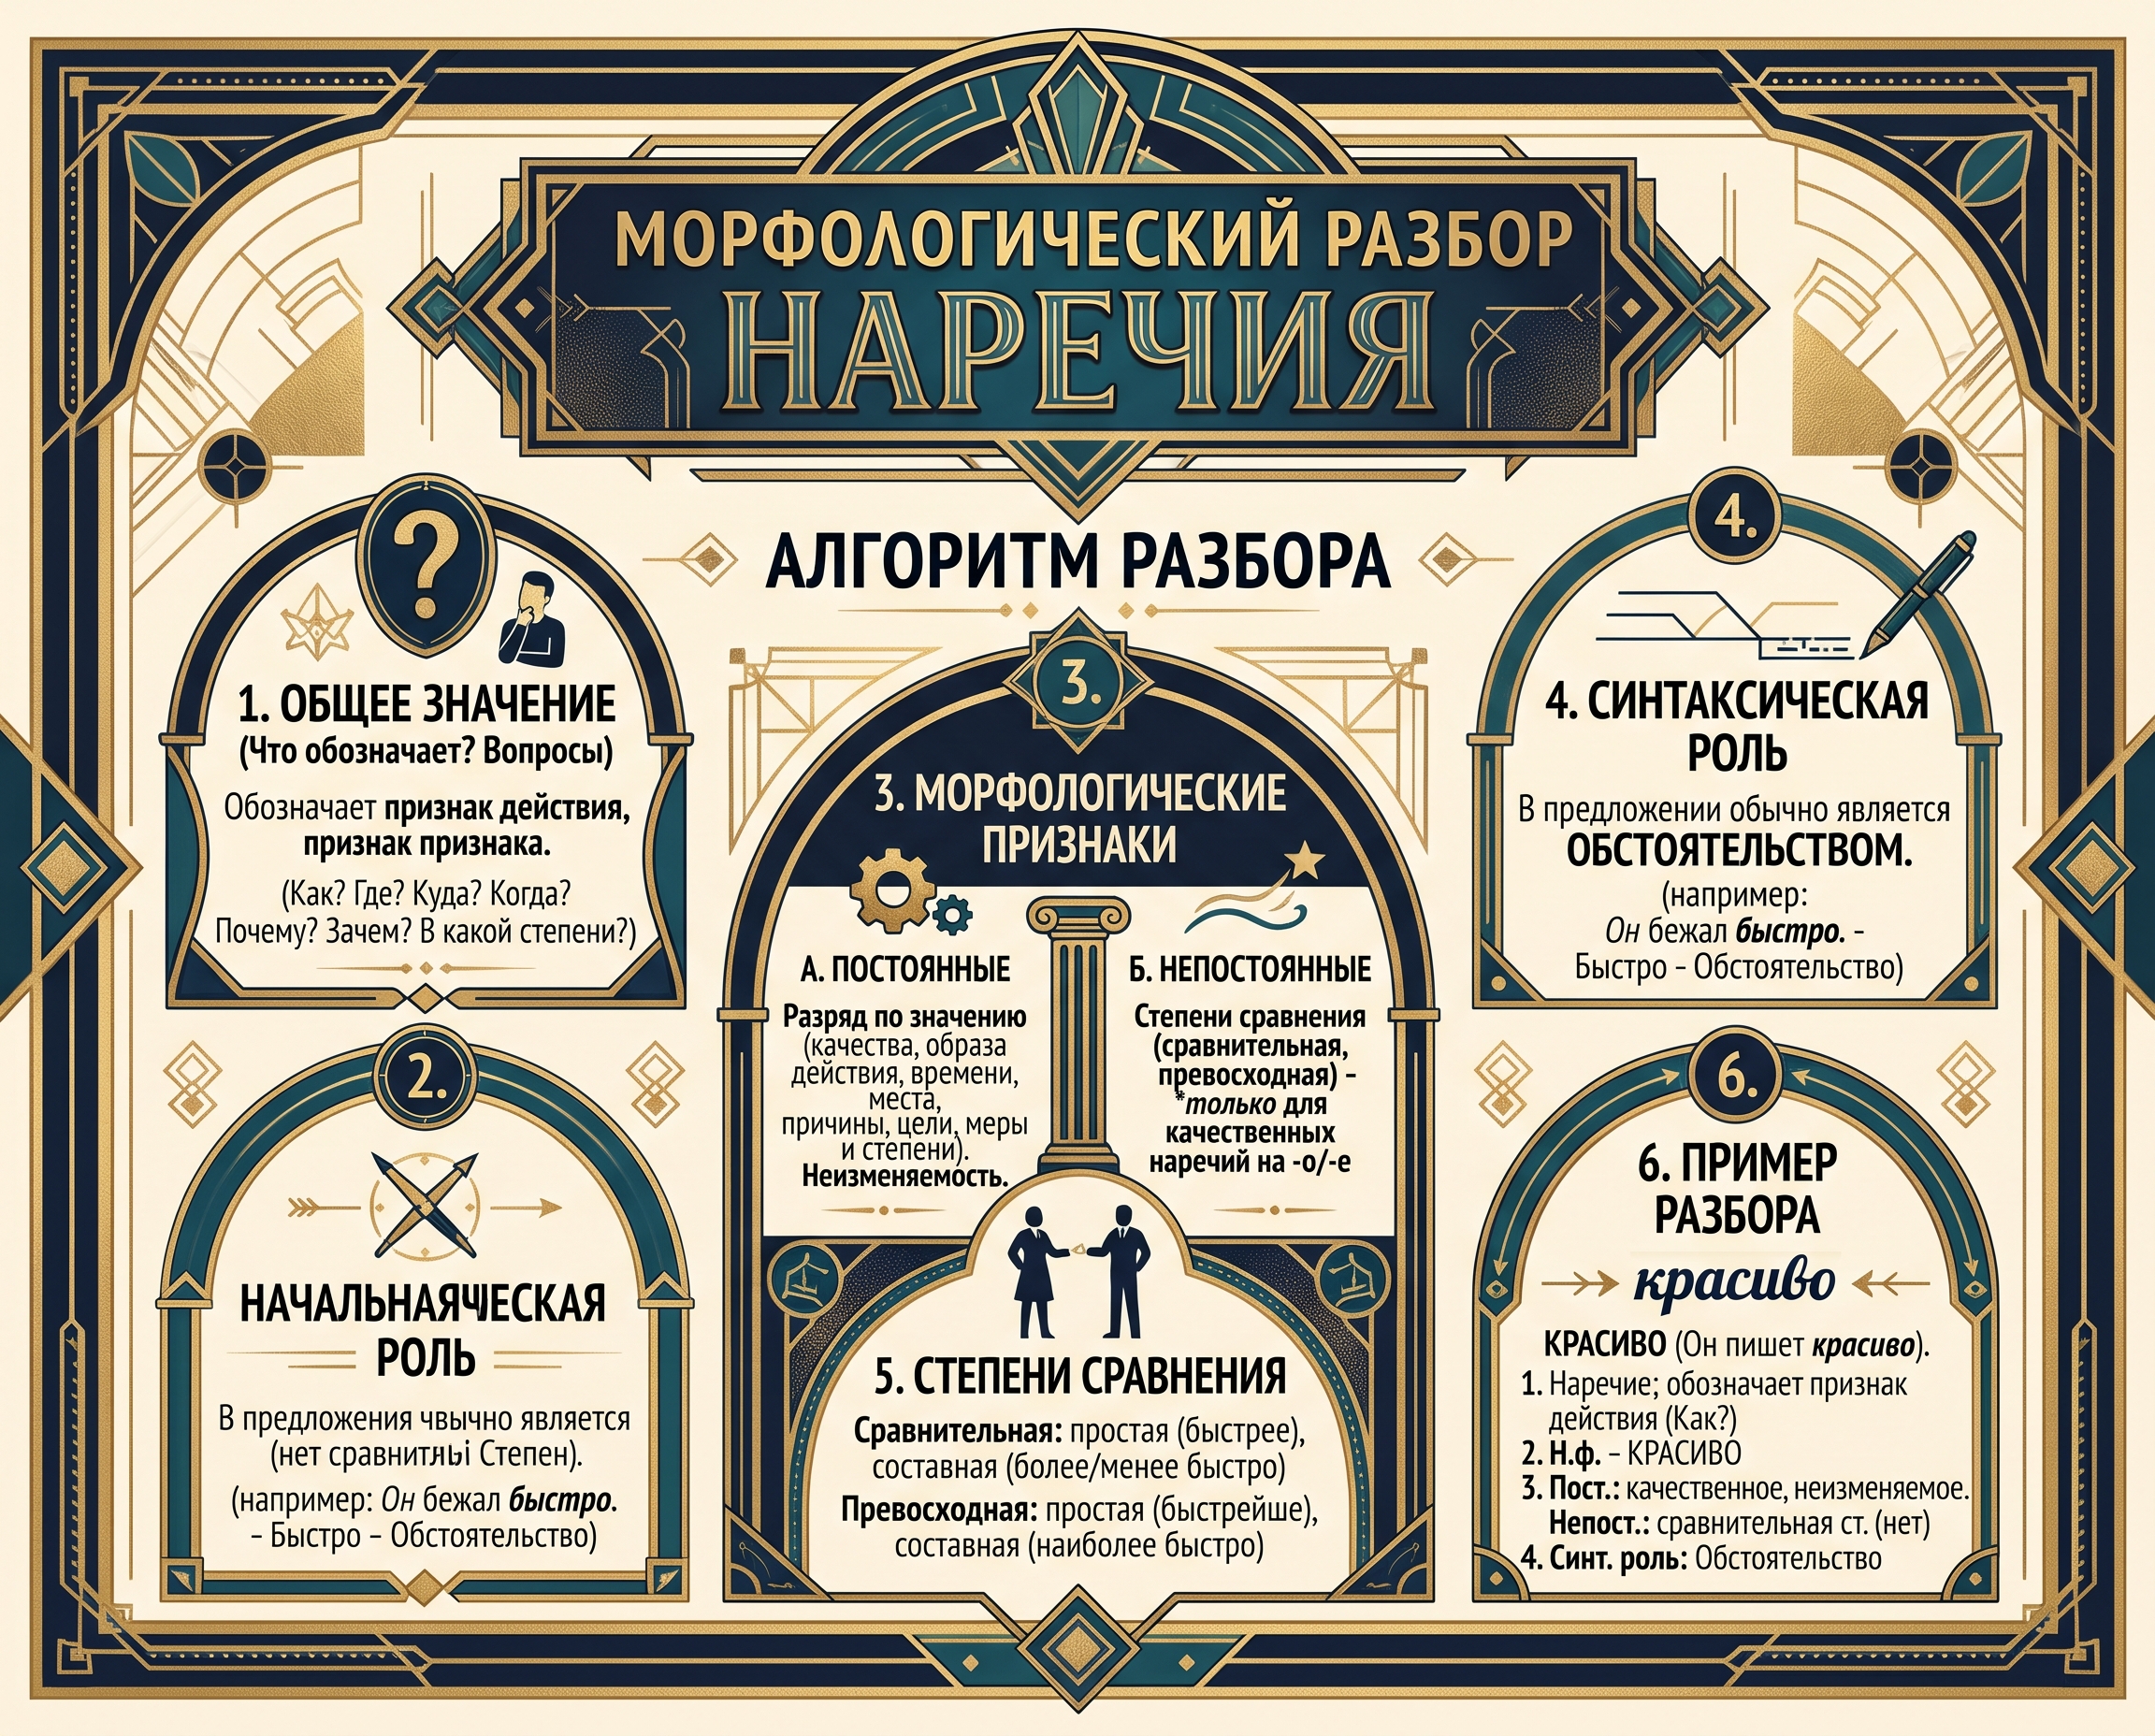 МОРФОЛОГИЧЕСКИЙ РАЗБОР
НАРЕЧИЯ
АЛГОРИТМ РАЗБОРА
?
1. ОБЩЕЕ ЗНАЧЕНИЕ
(Что обозначает? Вопросы)
Обозначает признак действия,
признак признака.
(Как? Где? Куда? Когда?
Почему? Зачем? В какой степени?)
2.
РОЛЬ
В предложения чвычно является
(нет Степен).
(например: Он бежал быстро.
– Быстро – Обстоятельство)
3.
3. МОРФОЛОГИЧЕСКИЕ
ПРИЗНАКИ
А. ПОСТОЯННЫЕ
Разряд по значению
(качества, образа
действия, времени,
места,
причины, цели, меры
и степени).
Неизменяемость.
Б. НЕПОСТОЯННЫЕ
Степени сравнения
(сравнительная,
превосходная) –
*только для
качественных
наречий на -о/-е
4.
4. СИНТАКСИЧЕСКАЯ
РОЛЬ
В предложении обычно является
ОБСТОЯТЕЛЬСТВОМ.
(например:
Он бежал быстро. -
Быстро – Обстоятельство)
5. СТЕПЕНИ СРАВНЕНИЯ
Сравнительная: простая (быстрее),
составная (более/менее быстро)
Превосходная: простая (быстрейше),
составная (наиболее быстро)
6.
6. ПРИМЕР
РАЗБОРА
красиво
КРАСИВО (Он пишет красиво).
1. Наречие; обозначает признак
действия (Как?)
2. Н.ф. – КРАСИВО
3. Пост.: качественное, неизменяемое.
Непост.: сравнительная ст. (нет)
4. Синт. роль: Обстоятельство